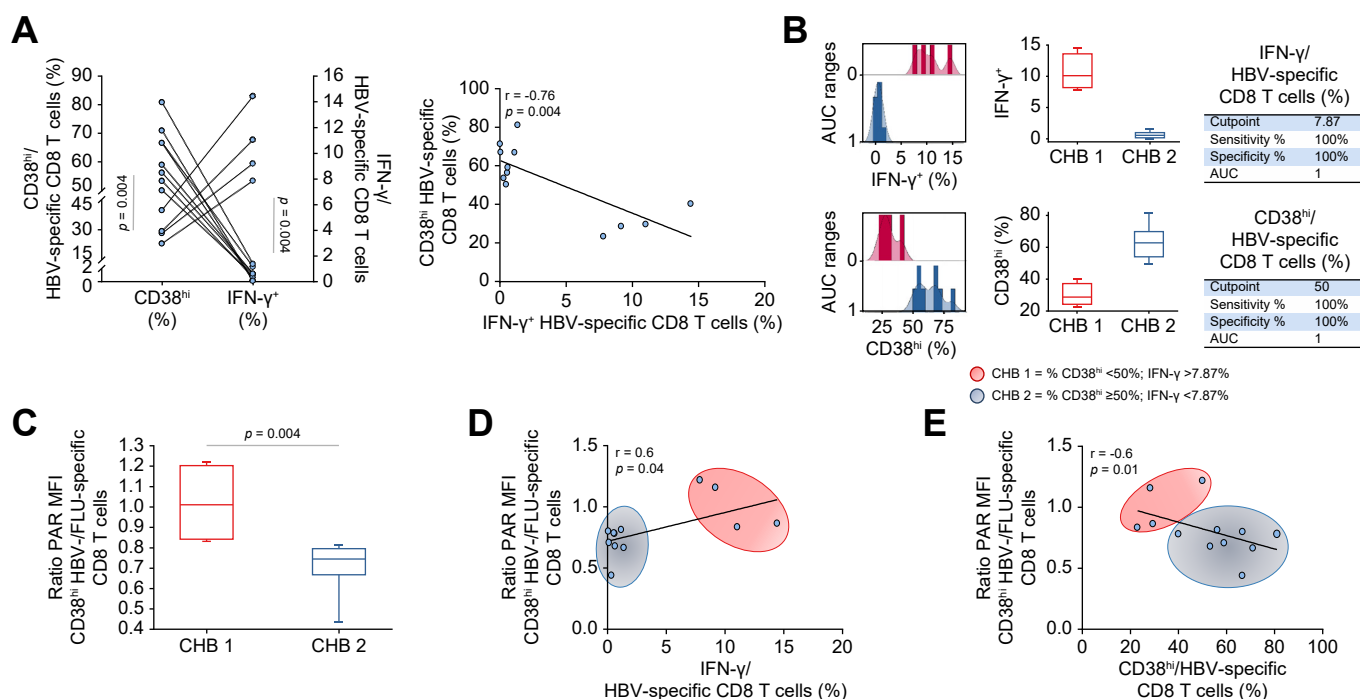 A
CD38hi/
HBV-specific CD8 T cells (%)
90
80
70
60
50
45
30
15
2
0
p = 0.004
p = 0.004
16
14
12
10
8
6
4
2
0
IFN-γ/
HBV-specific CD8 T cells
CD38hi
(%)
IFN-γ+
(%)
CD38hi HBV-specific
CD8 T cells (%)
100
80
60
40
20
0
r = -0.76
p = 0.004
0 5 10 15 20
IFN-γ+ HBV-specific CD8 T cells (%)
B
AUC ranges
0
1
0 5 10 15
IFN-γ+ (%)
IFN-γ+
15
10
5
0
CHB 1 CHB 2
IFN-γ/
HBV-specific
CD8 T cells (%)
Cutpoint 7.87
Sensitivity % 100%
Specificity % 100%
AUC 1
AUC ranges
0
1
25 50 75
CD38hi (%)
CD38hi (%)
80
60
40
20
CHB 1 CHB 2
CD38hi/
HBV-specific
CD8 T cells (%)
Cutpoint 50
Sensitivity % 100%
Specificity % 100%
AUC 1
CHB 1 = % CD38hi <50%; IFN-γ >7.87%
CHB 2 = % CD38hi ≥50%; IFN-γ <7.87%
C
Ratio PAR MFI
CD38hi HBV-/FLU-specific
CD8 T cells
1.3
1.2
1.1
1.0
0.9
0.8
0.7
0.6
0.5
0.4
p = 0.004
CHB 1 CHB 2
D
Ratio PAR MFI
CD38hi HBV-/FLU-specific
CD8 T cells
1.5
1.0
0.5
0.0
r = 0.6
p = 0.04
0 5 10 15 20
IFN-γ/
HBV-specific CD8 T cells (%)
E
Ratio PAR MFI
CD38hi HBV-/FLU-specific
CD8 T cells
1.5
1.0
0.5
0.0
r = -0.6
p = 0.01
0 20 40 60 80 100
CD38hi/HBV-specific
CD8 T cells (%)